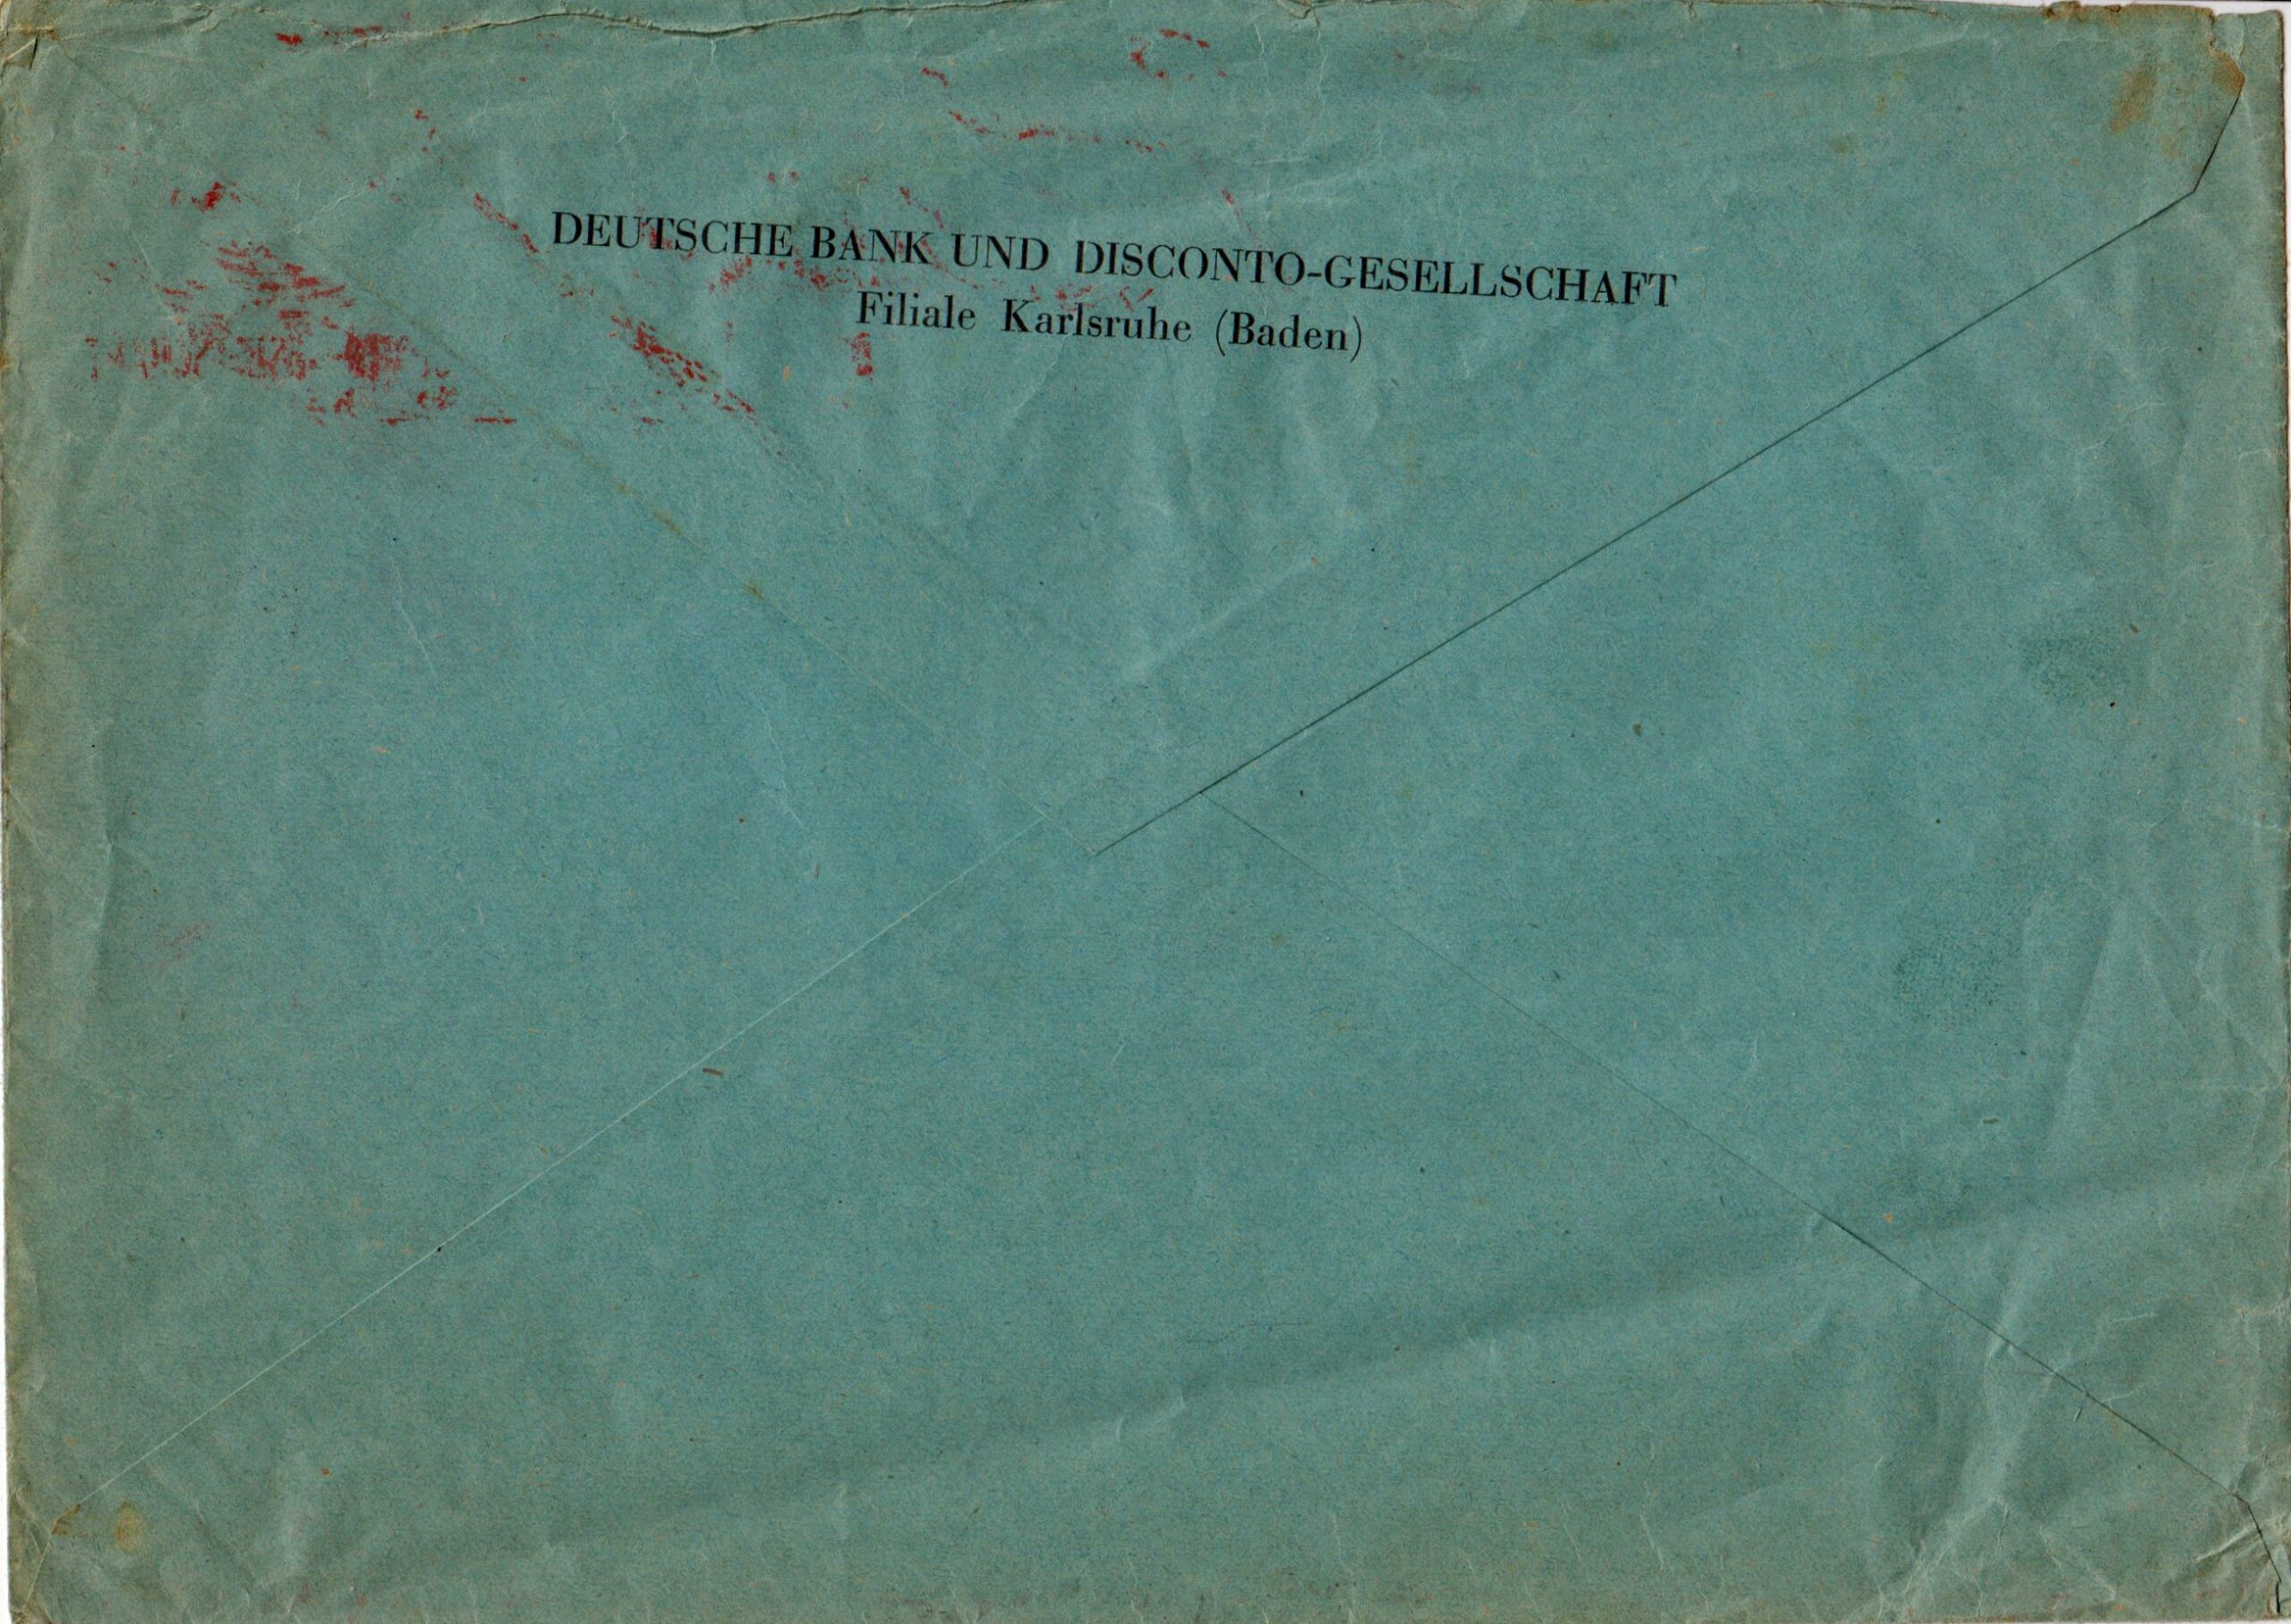 DEUTSCHE BANK UND DISCONTO-GESELLSCHAFT
Filiale Karlsruhe (Baden)